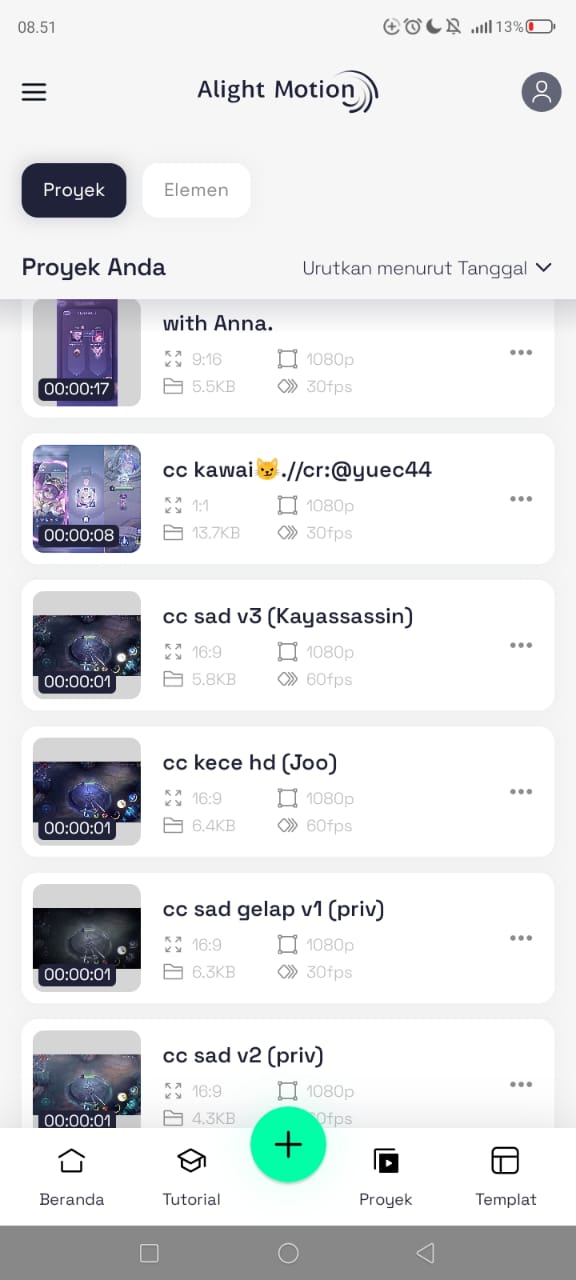 08.51
13%
Alight Motion
Proyek
Elemen
Proyek Anda
Urutkan menurut Tanggal
with Anna.
9:16
1080p
5.5KB
30fps
00:00:17
cc kawai😼.//cr:@yuec44
1:1
1080p
13.7KB
30fps
00:00:08
cc sad v3 (Kayassassin)
16:9
1080p
5.8KB
60fps
00:00:01
cc kece hd (Joo)
16:9
1080p
6.4KB
60fps
00:00:01
cc sad gelap v1 (priv)
16:9
1080p
6.3KB
30fps
00:00:01
cc sad v2 (priv)
16:9
1080p
4.3KB
00:00:01
Beranda
Tutorial
Proyek
Templat